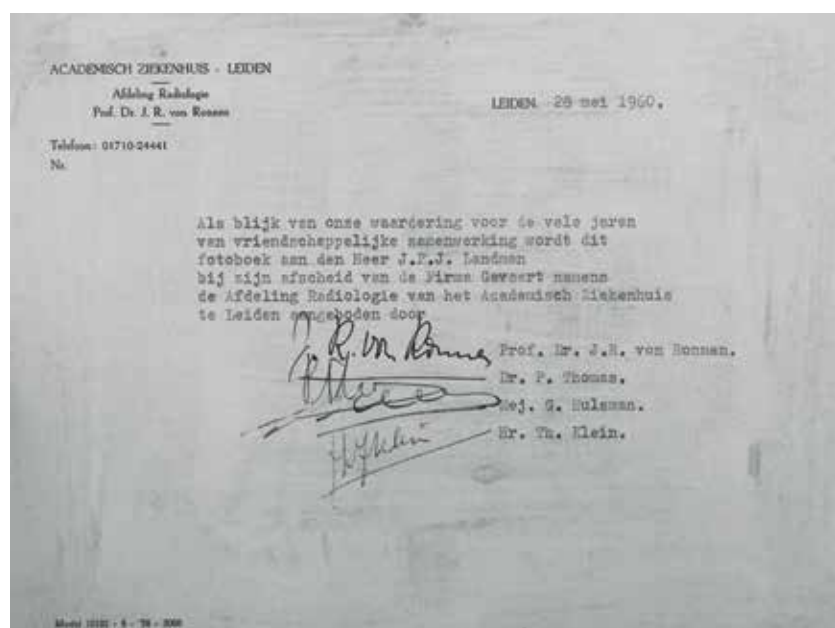 ACADEMISCH ZIEKENHUIS - LEIDEN
Afdeling Radiologie
Prof. Dr. J. R. von Ronnen
Telefoon: 01710-24441
Nr.
LEIDEN, 28 mei 1960.
Als blijk van onze waardering voor de vele jaren
van vriendschappelijke samenwerking wordt dit
fotoboek aan den Heer J.F.J. Landman
bij zijn afscheid van de Firma Gevaert namens
de Afdeling Radiologie van het Academisch Ziekenhuis
te Leiden aangeboden door
J. R. von Ronnen
Prof. Dr. J.R. von Ronnen.
Dr. P. Thomas.
Mej. G. Hulsman.
Hr. Th. Klein.